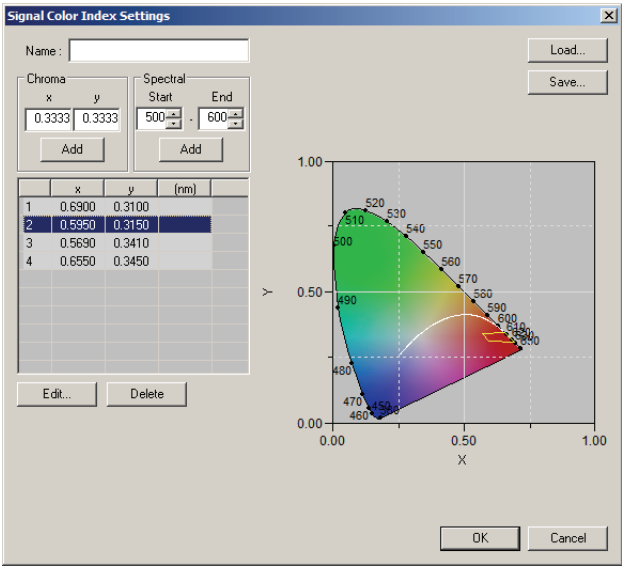 Signal Color Index Settings
Name :
Load...
Save...
Chroma
x y
0.3333 0.3333
Add
Spectral
Start End
500 - 600
Add
x y (nm)
1 0.6900 0.3100
2 0.5950 0.3150
3 0.5690 0.3410
4 0.6550 0.3450
Edit... Delete
1.00
0.50
0.00
Y
0.00 0.50 1.00
X
520
510
530
540
500
550
560
570
580
490
590
600
610
480
470
450
460
OK Cancel